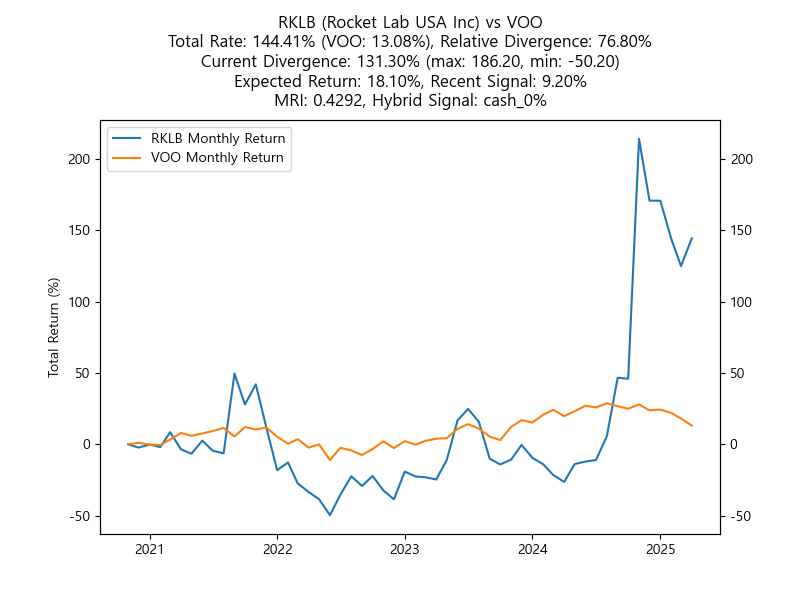 RKLB (Rocket Lab USA Inc) vs VOO
Total Rate: 144.41% (VOO: 13.08%), Relative Divergence: 76.80%
Current Divergence: 131.30% (max: 186.20, min: -50.20)
Expected Return: 18.10%, Recent Signal: 9.20%
MRI: 0.4292, Hybrid Signal: cash_0%
RKLB Monthly Return
VOO Monthly Return
200
150
100
50
0
-50
200
150
100
50
0
-50
Total Return (%)
2021 2022 2023 2024 2025